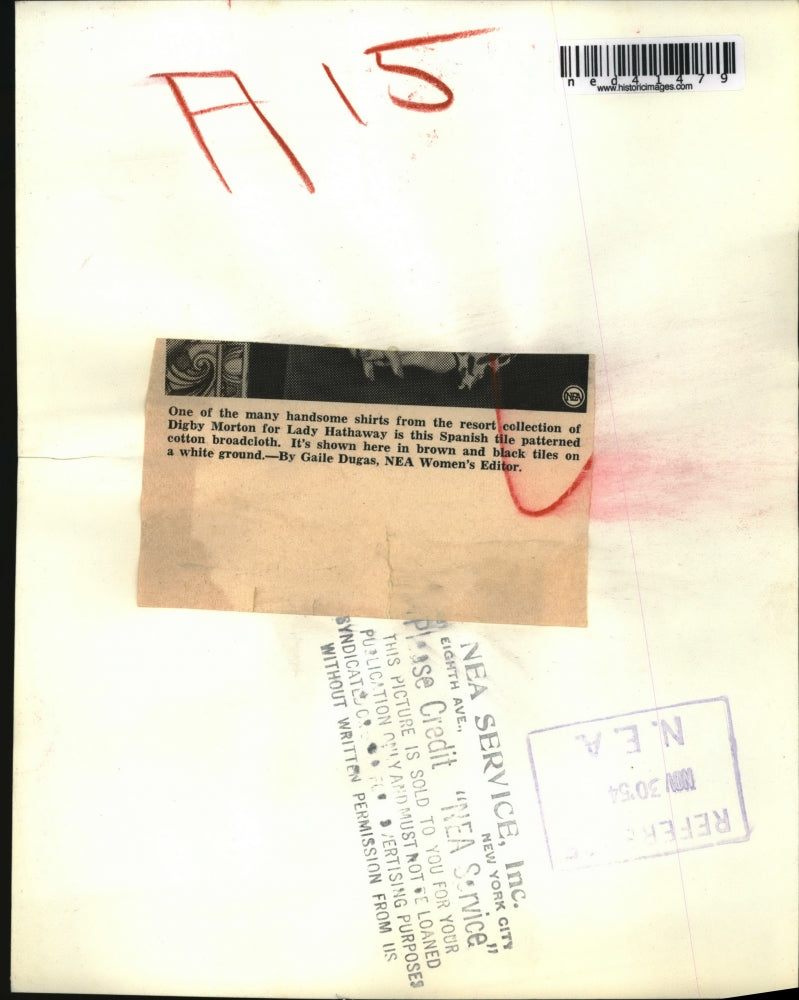 A 15
ned41479
www.historicimages.com
NEA
One of the many handsome shirts from the resort collection of
Digby Morton for Lady Hathaway is this Spanish tile patterned
cotton broadcloth. It's shown here in brown and black tiles on
a white ground.—By Gaile Dugas, NEA Women's Editor.
NEA SERVICE, Inc.
EIGHTH AVE., NEW YORK CITY
Please Credit "NEA Service"
THIS PICTURE IS SOLD TO YOU FOR YOUR
PUBLICATION ONLY AND MUST NOT BE LOANED
SYNDICATED ADVERTISING PURPOSES
WITHOUT WRITTEN PERMISSION FROM US
REFERENCE
NOV 30 '54
N. E. A.